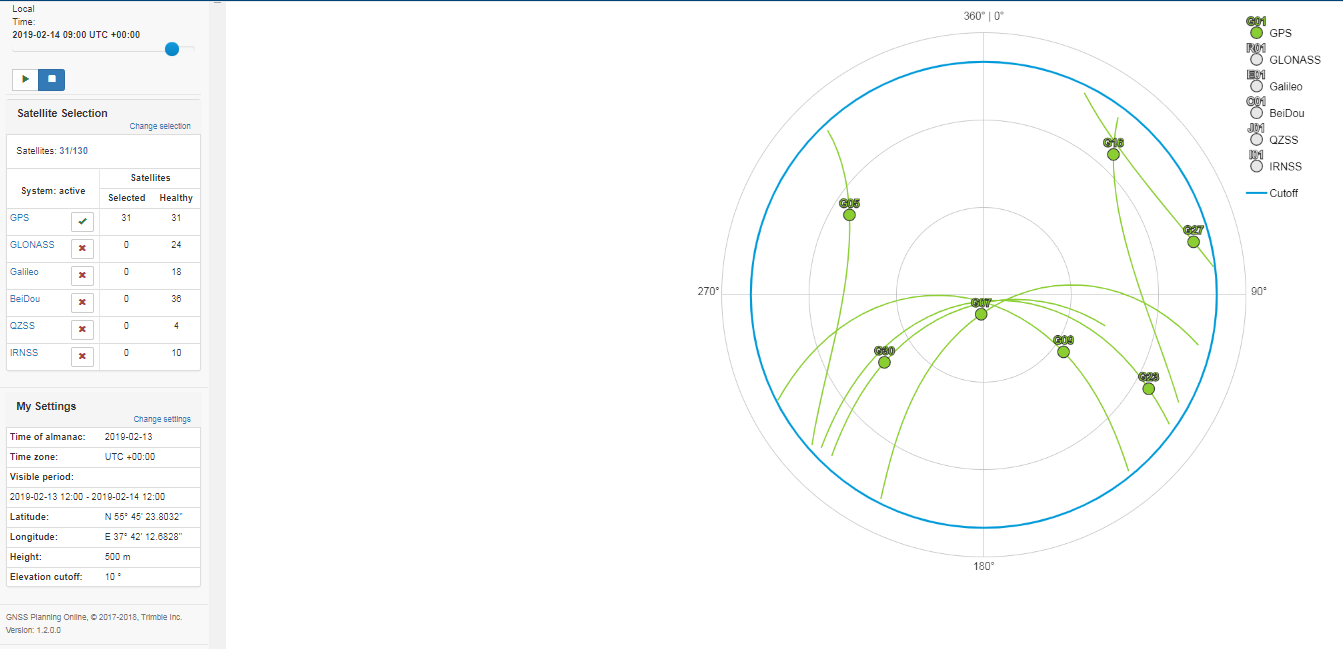 Local
Time:
2019-02-14 09:00 UTC +00:00
Satellite Selection
Change selection
Satellites: 31/130
System: active
Satellites
Selected Healthy
GPS 31 31
GLONASS 0 24
Galileo 0 18
BeiDou 0 36
QZSS 0 4
IRNSS 0 10
My Settings
Change settings
Time of almanac: 2019-02-13
Time zone: UTC +00:00
Visible period:
2019-02-13 12:00 - 2019-02-14 12:00
Latitude: N 55° 45' 23.8032"
Longitude: E 37° 42' 12.6828"
Height: 500 m
Elevation cutoff: 10 °
GNSS Planning Online, © 2017-2018, Trimble Inc.
Version: 1.2.0.0
360° | 0°
G16
G05
G27
270°
90°
G07
G30
G09
G23
180°
G01
GPS
R01
GLONASS
E01
Galileo
C01
BeiDou
J01
QZSS
I01
IRNSS
Cutoff